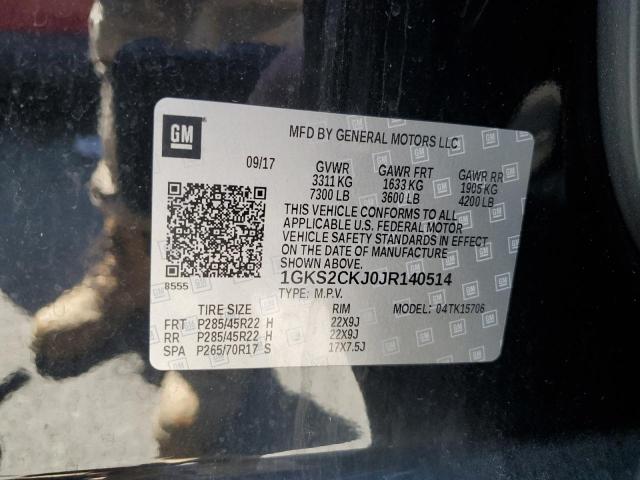 GM
MFD BY GENERAL MOTORS LLC
09/17 GVWR GAWR FRT GAWR RR
3311 KG 1633 KG 1905 KG
7300 LB 3600 LB 4200 LB
THIS VEHICLE CONFORMS TO ALL
APPLICABLE U.S. FEDERAL MOTOR
VEHICLE SAFETY STANDARDS IN EFFECT
ON THE DATE OF MANUFACTURE
SHOWN ABOVE.
1GKS2CKJ0JR140514
8555 TYPE: M.P.V. MODEL: 04TK15706
TIRE SIZE RIM
FRT P285/45R22 H 22X9J
RR P285/45R22 H 22X9J
SPA P265/70R17 S 17X7.5J